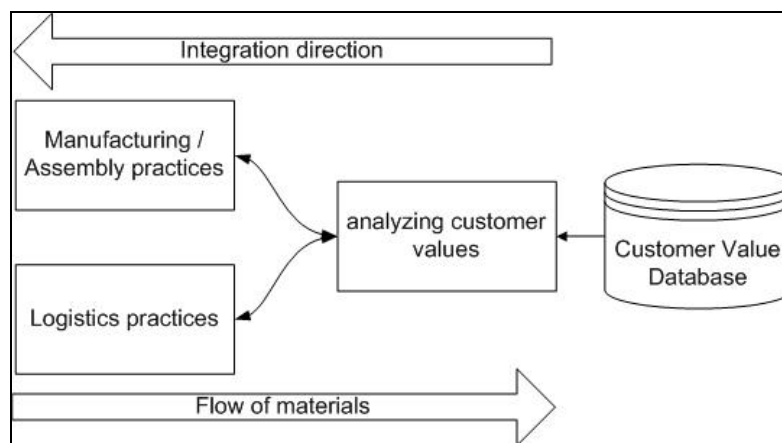 Integration direction
Manufacturing /
Assembly practices
analyzing customer
values
Customer Value
Database
Logistics practices
Flow of materials